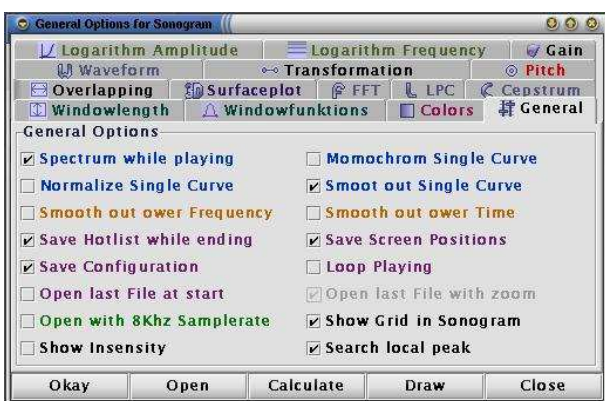 General Options for Sonogram
Logarithm Amplitude Logarithm Frequency Gain
Waveform Transformation Pitch
Overlapping Surfaceplot FFT LPC Cepstrum
Windowlength Windowfunktions Colors General
General Options
Spectrum while playing Momochrom Single Curve
Normalize Single Curve Smoot out Single Curve
Smooth out ower Frequency Smooth out ower Time
Save Hotlist while ending Save Screen Positions
Save Configuration Loop Playing
Open last File at start Open last File with zoom
Open with 8Khz Samplerate Show Grid in Sonogram
Show Insensity Search local peak
Okay Open Calculate Draw Close